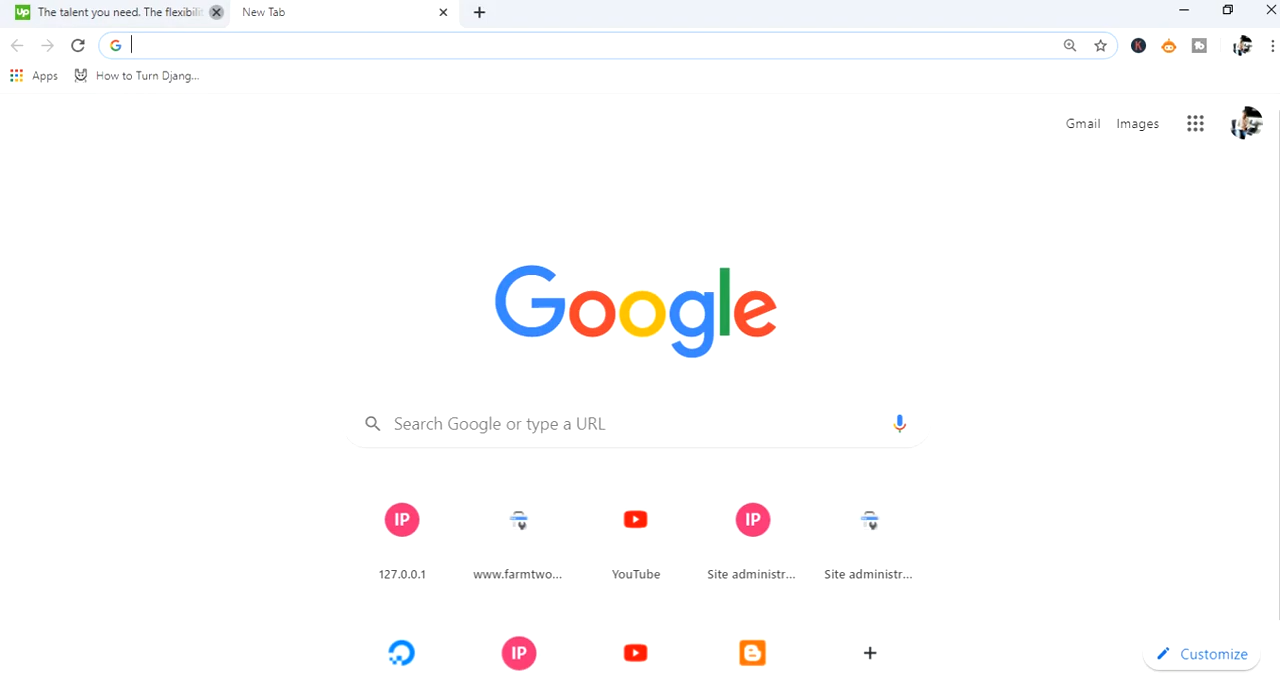 up The talent you need. The flexibili
New Tab
G
K
Apps
How to Turn Djang...
Gmail Images
Google
Search Google or type a URL
IP IP
127.0.0.1 www.farmtwo... YouTube Site administr... Site administr...
IP
Customize